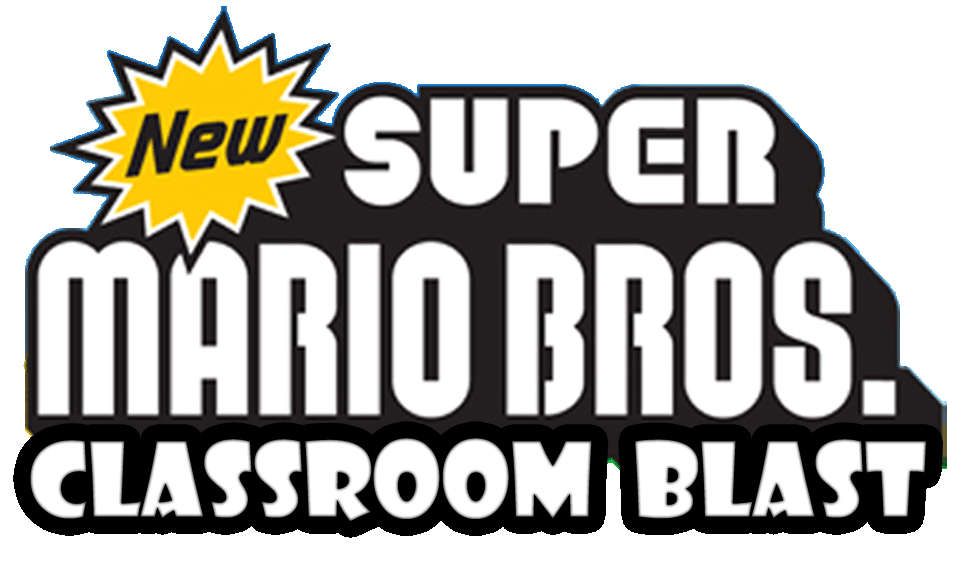 New SUPER
MARIO BROS.
CLASSROOM BLAST